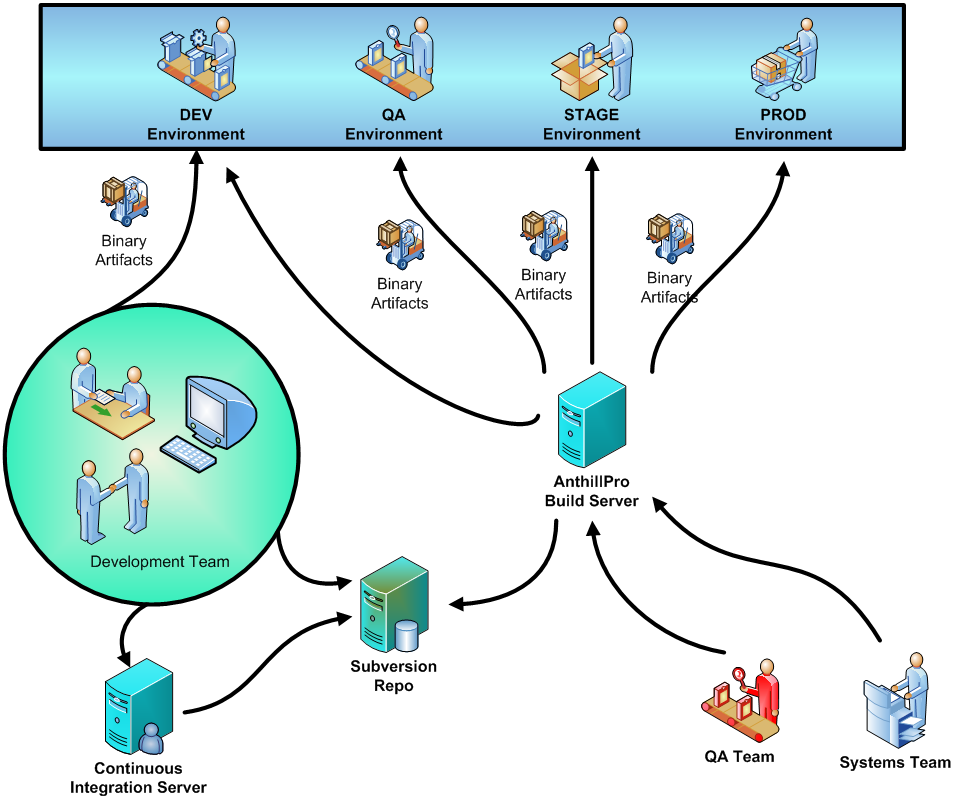 DEV
Environment
QA
Environment
STAGE
Environment
PROD
Environment
Binary
Artifacts
Binary
Artifacts
Binary
Artifacts
Binary
Artifacts
AnthillPro
Build Server
Development Team
Subversion
Repo
Continuous
Integration Server
QA Team
Systems Team